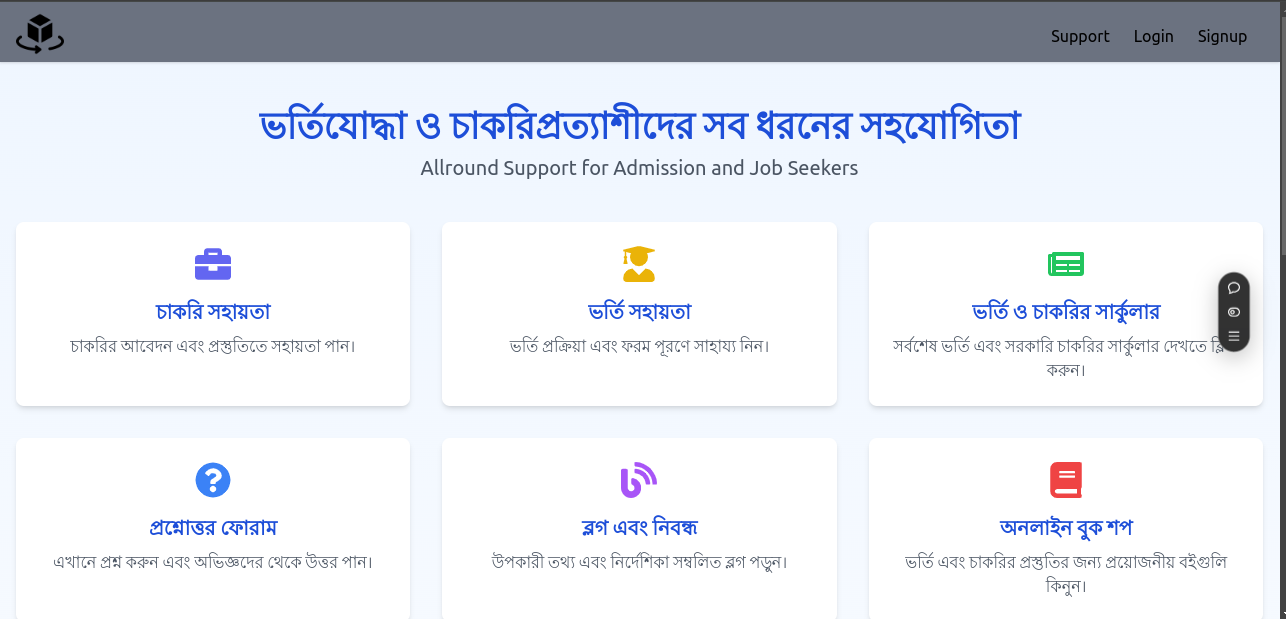 Support Login Signup
ভর্তিযোদ্ধা ও চাকরিপ্রত্যাশীদের সব ধরনের সহযোগিতা
Allround Support for Admission and Job Seekers
চাকরি সহায়তা
চাকরির আবেদন এবং প্রস্তুতিতে সহায়তা পান।
ভর্তি সহায়তা
ভর্তি প্রক্রিয়া এবং ফরম পূরণে সাহায্য নিন।
ভর্তি ও চাকরির সার্কুলার
সর্বশেষ ভর্তি এবং সরকারি চাকরির সার্কুলার দেখতে
করুন।
প্রশ্নোত্তর ফোরাম
এখানে প্রশ্ন করুন এবং অভিজ্ঞদের থেকে উত্তর পান।
ব্লগ এবং নিবন্ধ
উপকারী তথ্য এবং নির্দেশিকা সম্বলিত ব্লগ পড়ুন।
অনলাইন বুক শপ
ভর্তি এবং চাকরির প্রস্তুতির জন্য প্রয়োজনীয় বইগুলি
কিনুন।